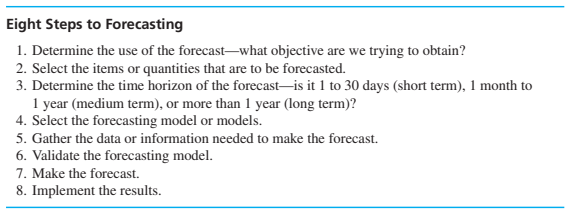 Eight Steps to Forecasting
1. Determine the use of the forecast—what objective are we trying to obtain?
2. Select the items or quantities that are to be forecasted.
3. Determine the time horizon of the forecast—is it 1 to 30 days (short term), 1 month to
1 year (medium term), or more than 1 year (long term)?
4. Select the forecasting model or models.
5. Gather the data or information needed to make the forecast.
6. Validate the forecasting model.
7. Make the forecast.
8. Implement the results.